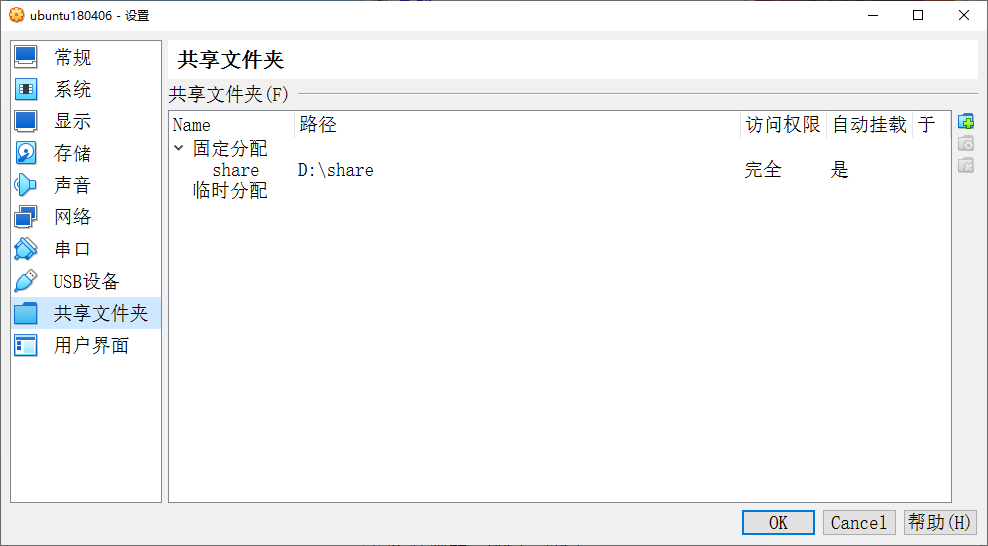 ubuntu180406 - 设置
常规
系统
显示
存储
声音
网络
串口
USB设备
共享文件夹
用户界面
共享文件夹
共享文件夹(F)
Name 路径 访问权限 自动挂载 于
固定分配
share D:\share 完全 是
临时分配
OK Cancel 帮助(H)